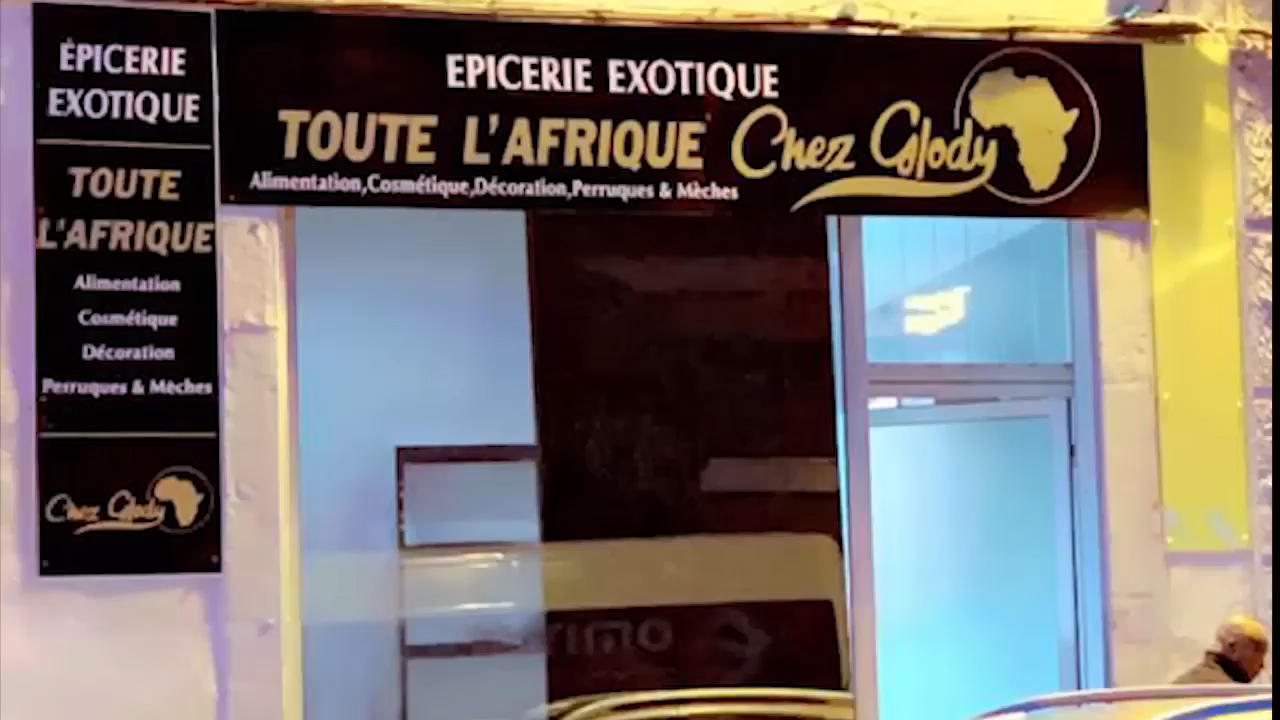 ÉPICERIE
EXOTIQUE
TOUTE
L'AFRIQUE
Alimentation
Cosmétique
Décoration
Perruques & Mèches
Chez Glody
EPICERIE EXOTIQUE
TOUTE L'AFRIQUE Chez Glody
Alimentation,Cosmétique,Décoration,Perruques & Mèches